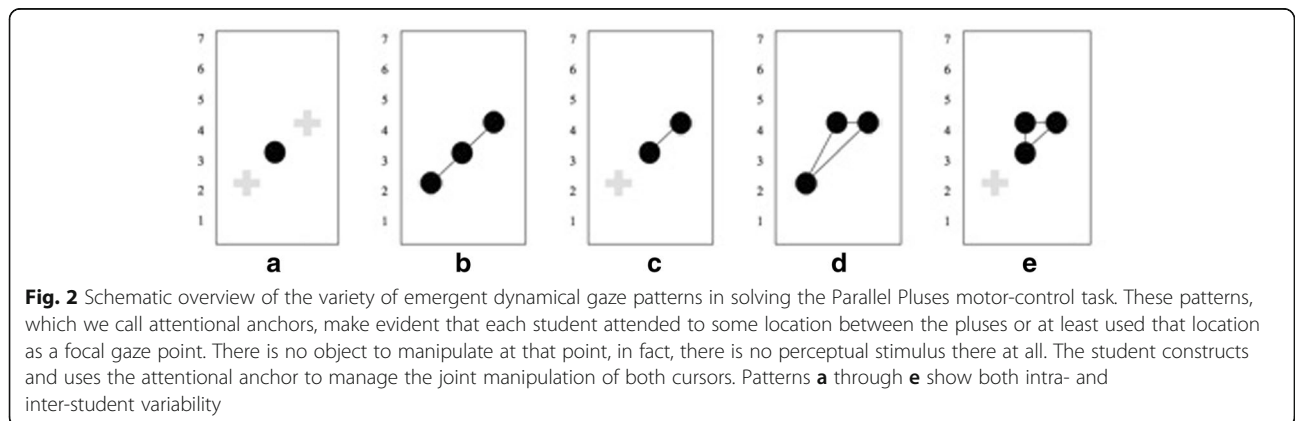 7 7 7 7 7
6 6 6 6 6
5 5 5 5 5
4 4 4 4 4
3 3 3 3 3
2 2 2 2 2
1 1 1 1 1
a b c d e
Fig. 2 Schematic overview of the variety of emergent dynamical gaze patterns in solving the Parallel Pluses motor-control task. These patterns,
which we call attentional anchors, make evident that each student attended to some location between the pluses or at least used that location
as a focal gaze point. There is no object to manipulate at that point, in fact, there is no perceptual stimulus there at all. The student constructs
and uses the attentional anchor to manage the joint manipulation of both cursors. Patterns a through e show both intra- and
inter-student variability